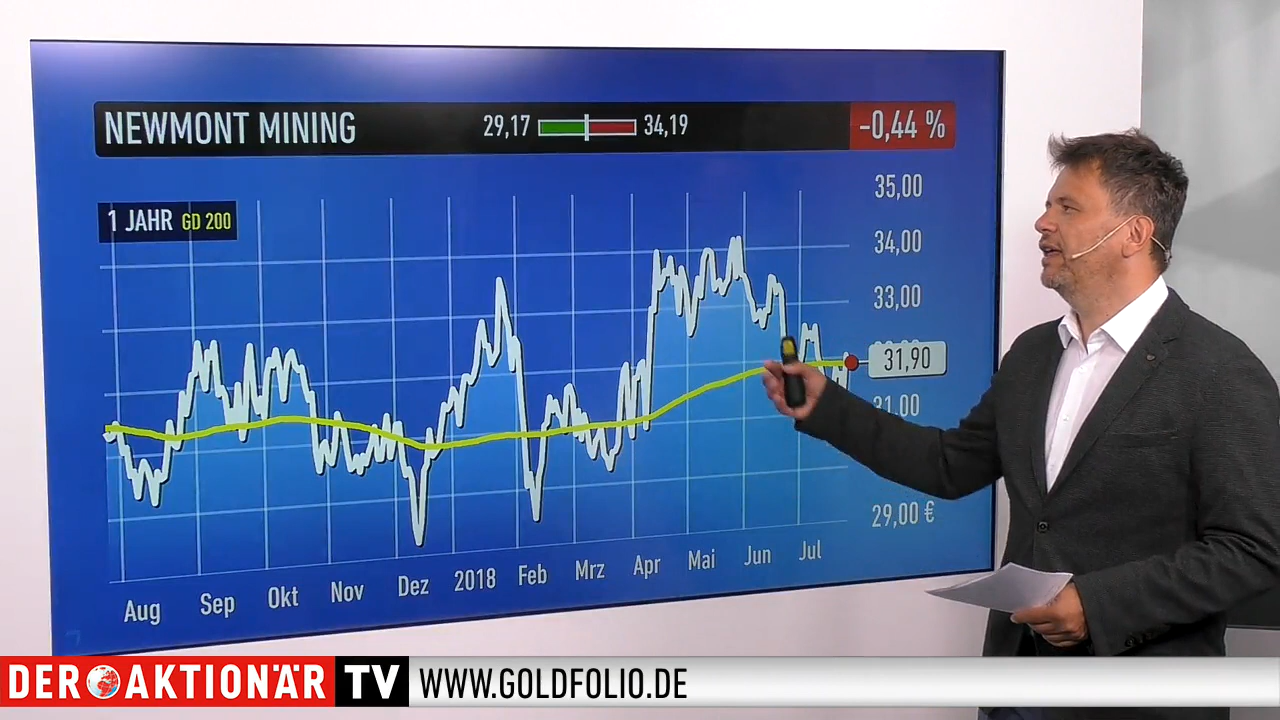 NEWMONT MINING 29,17 34,19 -0,44 %
1 JAHR GD 200
35,00
34,00
33,00
31,90
31,00
29,00 €
Aug Sep Okt Nov Dez 2018 Feb Mrz Apr Mai Jun Jul
DER AKTIONÄR TV WWW.GOLDFOLIO.DE